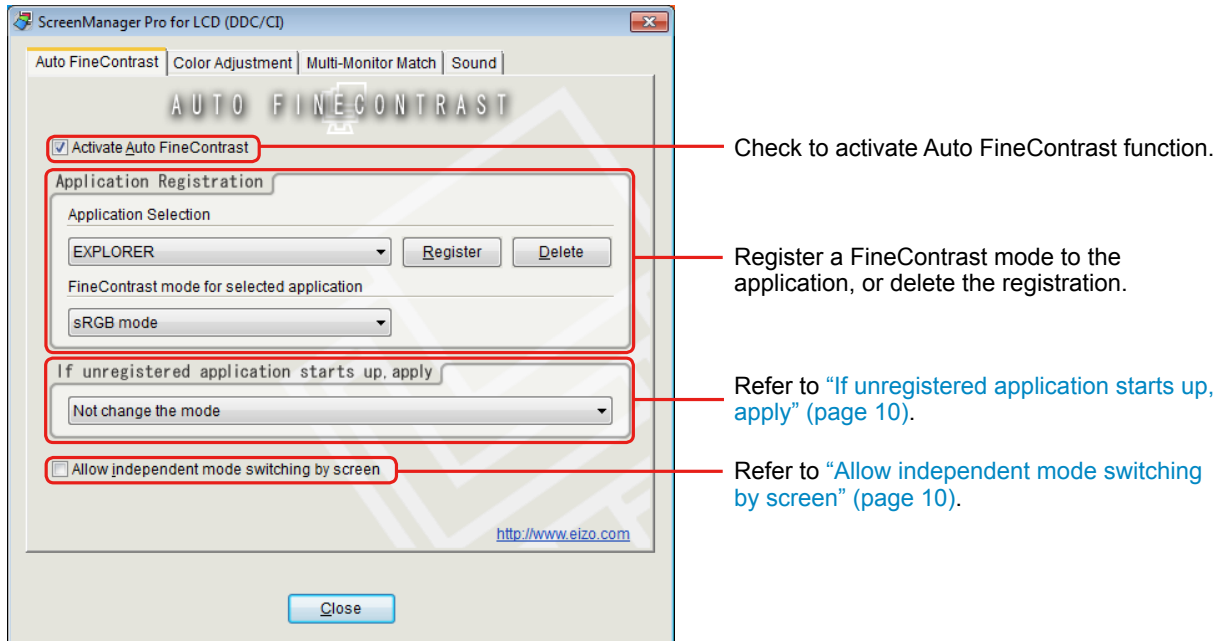 ScreenManager Pro for LCD (DDC/CI)
Auto FineContrast
Color Adjustment
Multi-Monitor Match
Sound
AUTO FINECONTRAST
Activate Auto FineContrast
Check to activate Auto FineContrast function.
Application Registration
Application Selection
EXPLORER
Register
Delete
FineContrast mode for selected application
sRGB mode
Register a FineContrast mode to the
application, or delete the registration.
If unregistered application starts up, apply
Not change the mode
Refer to “If unregistered application starts up,
apply” (page 10).
Allow independent mode switching by screen
Refer to “Allow independent mode switching
by screen” (page 10).
http://www.eizo.com
Close